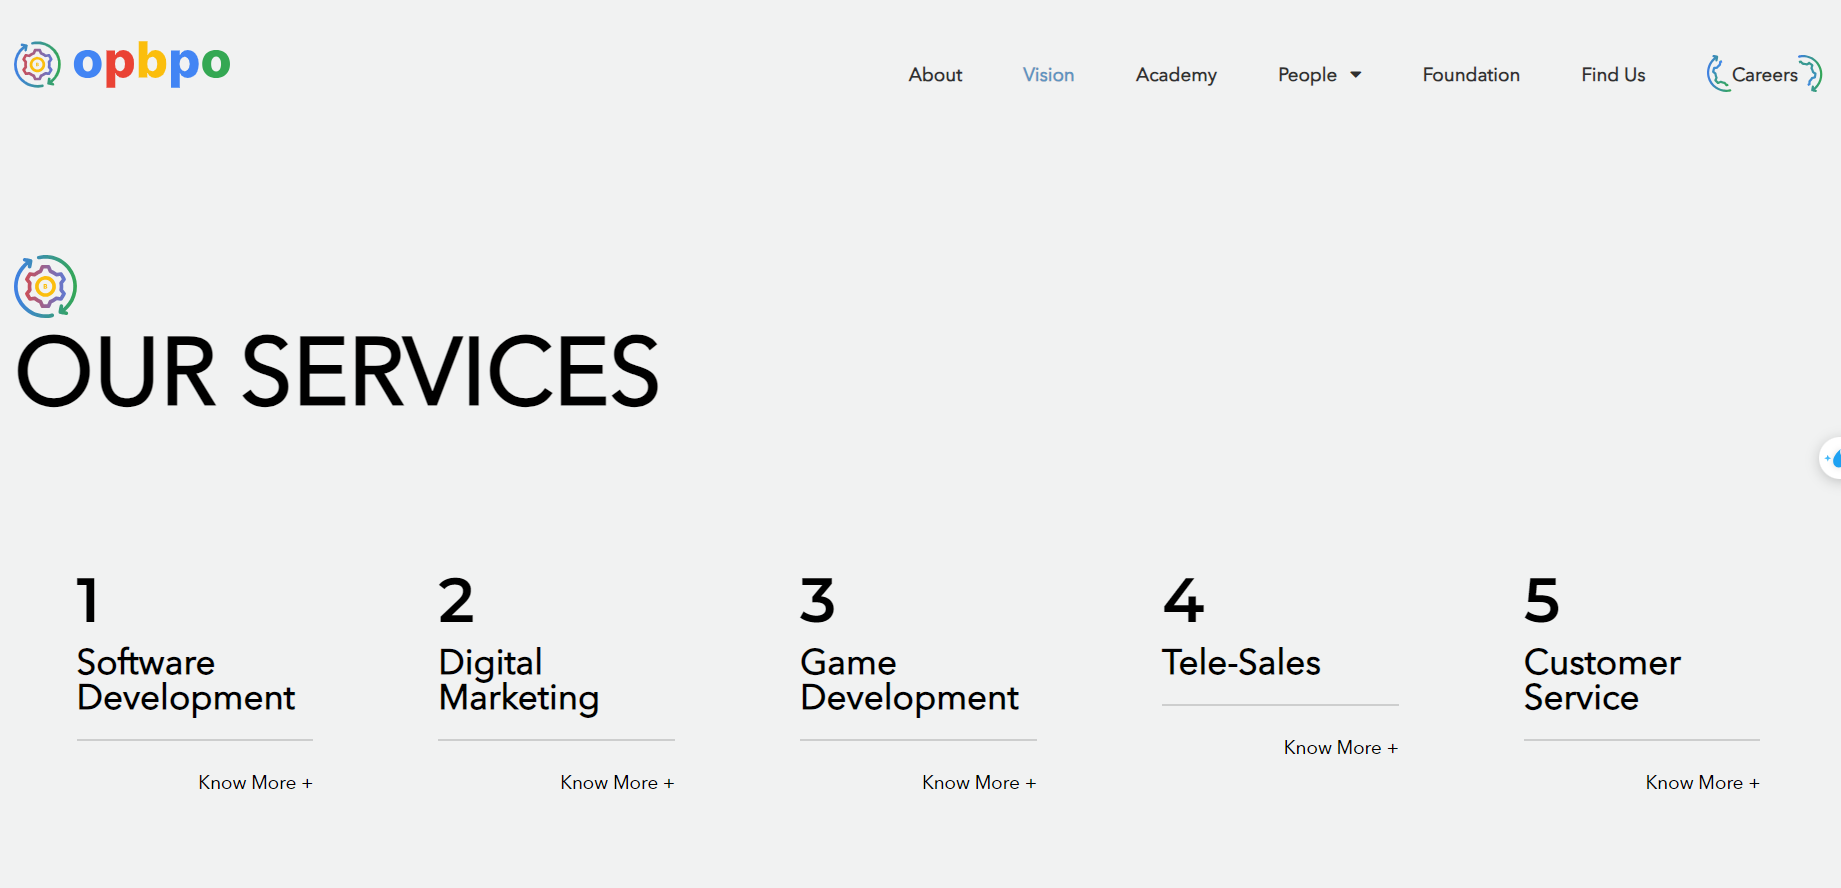 opbpo
About
Vision
Academy
People
Foundation
Find Us
Careers
OUR SERVICES
1
Software
Development
Know More +
2
Digital
Marketing
Know More +
3
Game
Development
Know More +
4
Tele-Sales
Know More +
5
Customer
Service
Know More +